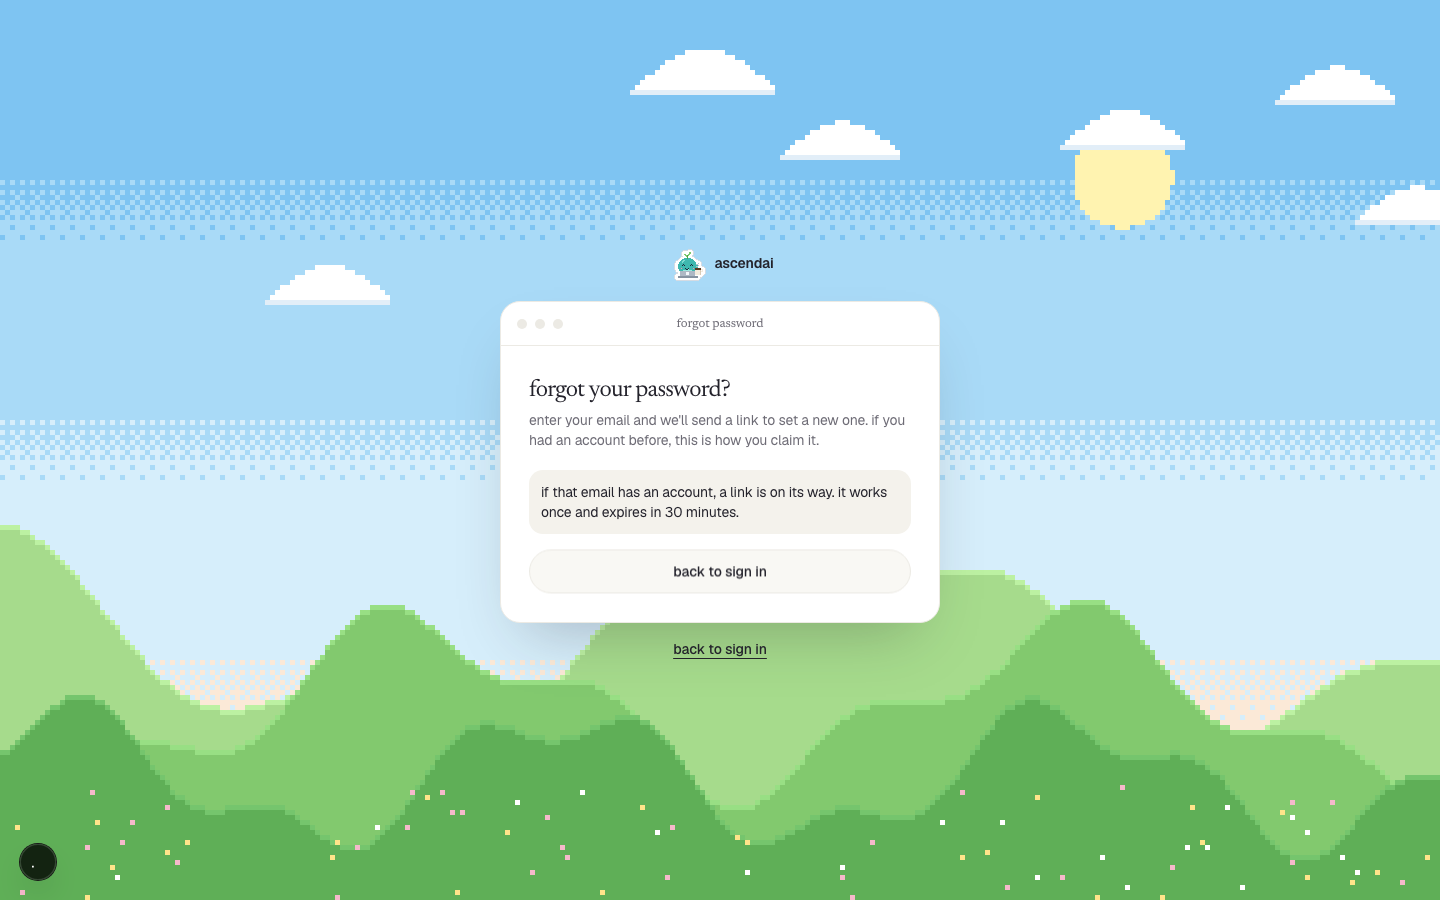 ascendai
forgot password
forgot your password?
enter your email and we'll send a link to set a new one. if you
had an account before, this is how you claim it.
if that email has an account, a link is on its way. it works
once and expires in 30 minutes.
back to sign in
back to sign in